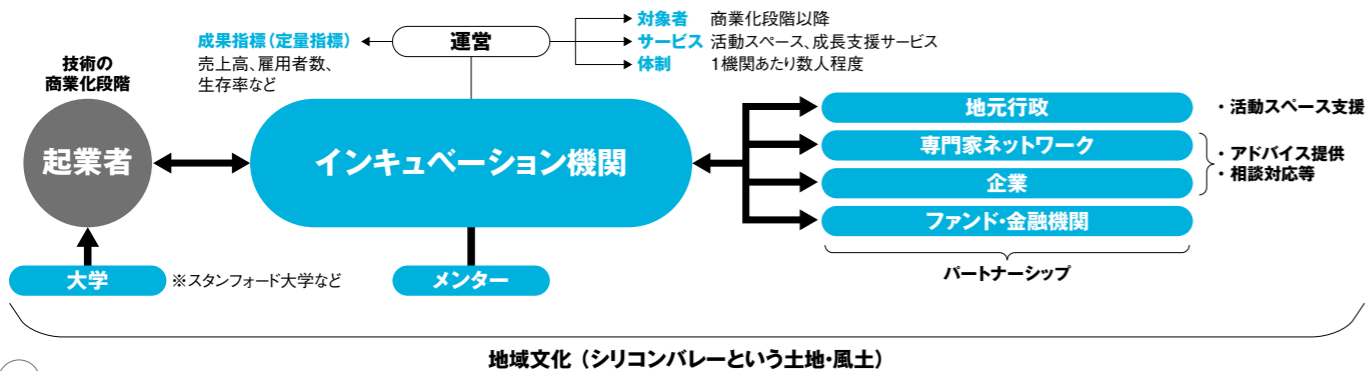 技術の
商業化段階
起業者
大学
※スタンフォード大学など
成果指標（定量指標）
売上高、雇用者数、
生存率など
運営
対象者 商業化段階以降
サービス 活動スペース、成長支援サービス
体制 1機関あたり数人程度
インキュベーション機関
メンター
地元行政
専門家ネットワーク
企業
ファンド・金融機関
パートナーシップ
・活動スペース支援
・アドバイス提供
・相談対応等
地域文化（シリコンバレーという土地・風土）